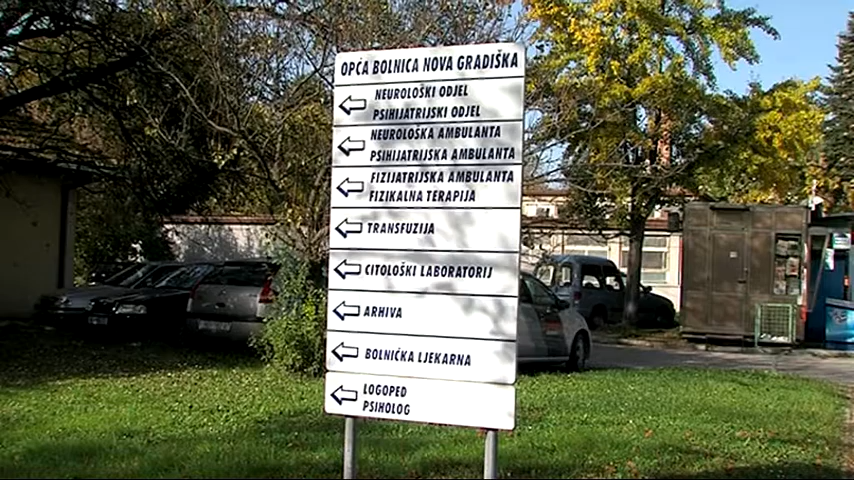 OPĆA BOLNICA NOVA GRADIŠKA
NEUROLOŠKI ODJEL
PSIHIJATRIJSKI ODJEL
NEUROLOŠKA AMBULANTA
PSIHIJATRIJSKA AMBULANTA
FIZIJATRIJSKA AMBULANTA
FIZIKALNA TERAPIJA
TRANSFUZIJA
CITOLOŠKI LABORATORIJ
ARHIVA
BOLNIČKA LJEKARNA
LOGOPED
PSIHOLOG